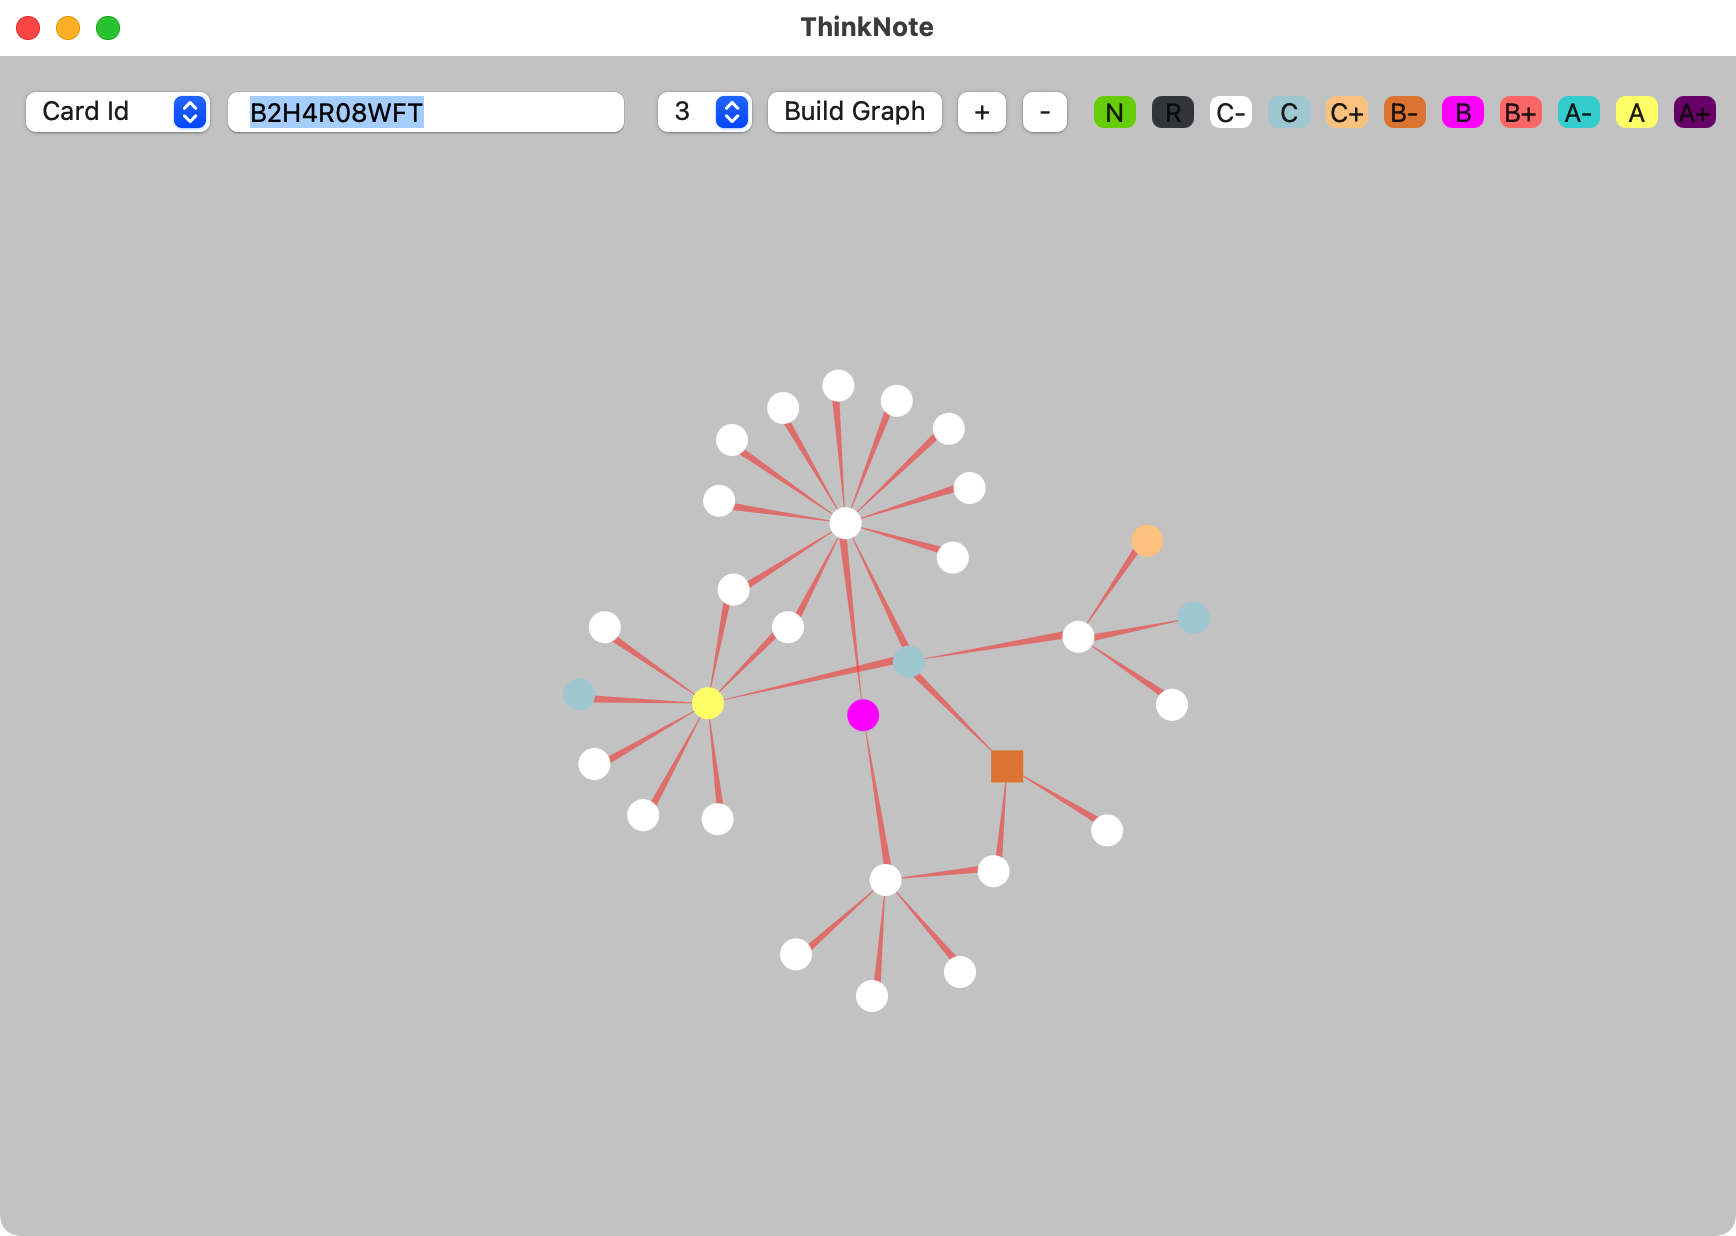 ThinkNote
Card Id B2H4R08WFT 3 Build Graph + - N R C- C C+ B- B B+ A- A A+